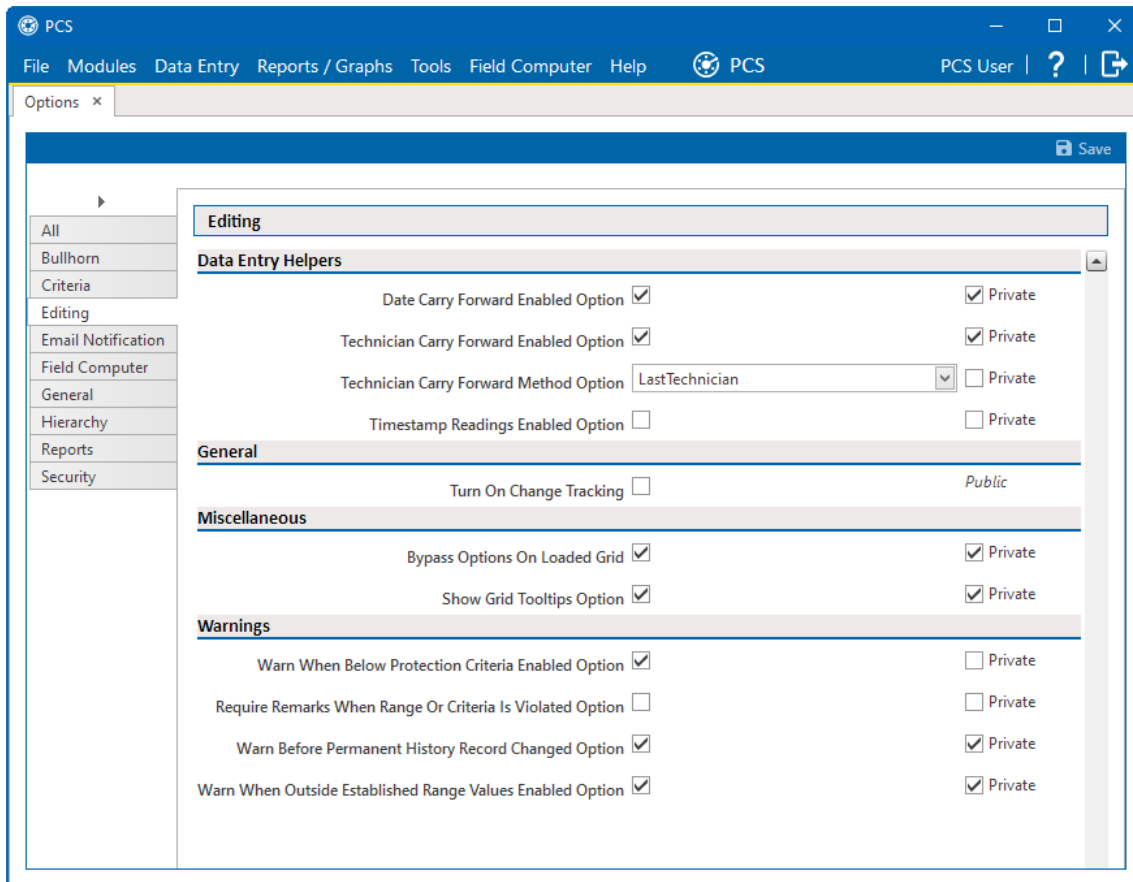 PCS
File Modules Data Entry Reports / Graphs Tools Field Computer Help PCS PCS User | ? |
Options ×
Save
All
Bullhorn
Criteria
Editing
Email Notification
Field Computer
General
Hierarchy
Reports
Security
Editing
Data Entry Helpers
Date Carry Forward Enabled Option Private
Technician Carry Forward Enabled Option Private
Technician Carry Forward Method Option LastTechnician Private
Timestamp Readings Enabled Option Private
General
Turn On Change Tracking Public
Miscellaneous
Bypass Options On Loaded Grid Private
Show Grid Tooltips Option Private
Warnings
Warn When Below Protection Criteria Enabled Option Private
Require Remarks When Range Or Criteria Is Violated Option Private
Warn Before Permanent History Record Changed Option Private
Warn When Outside Established Range Values Enabled Option Private